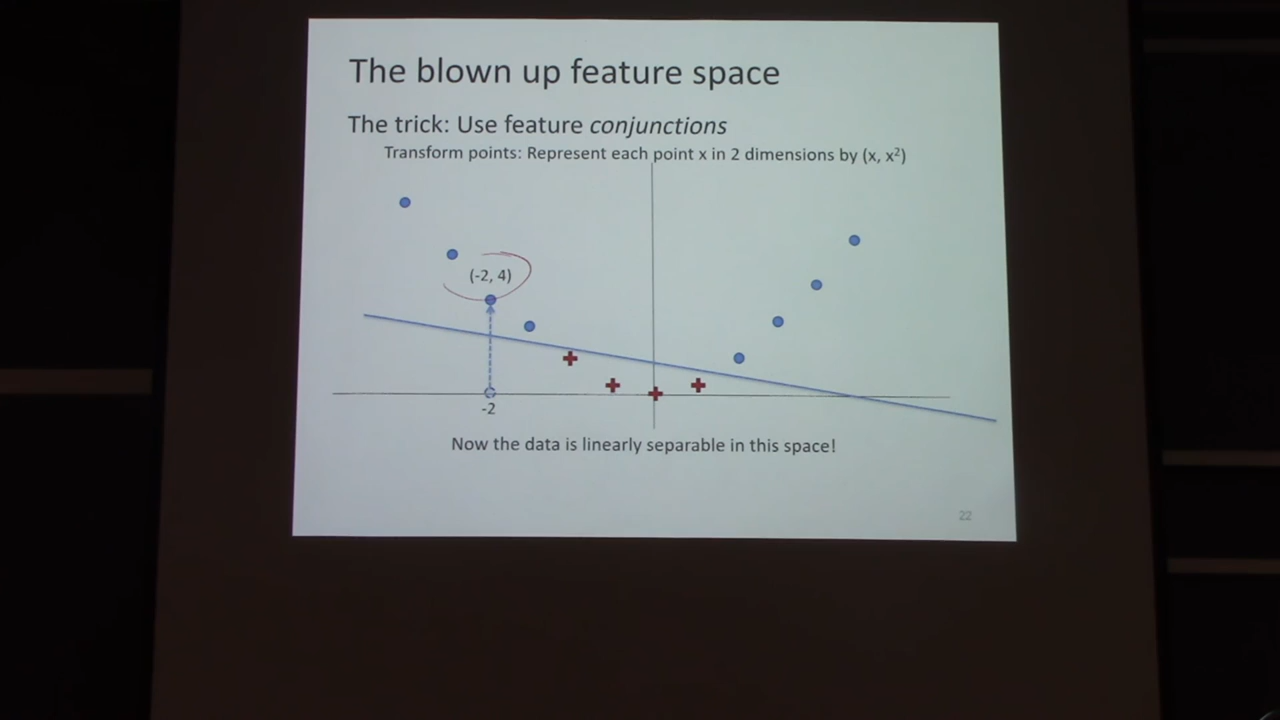 The blown up feature space
The trick: Use feature conjunctions
Transform points: Represent each point x in 2 dimensions by (x, x²)
(-2, 4)
-2
Now the data is linearly separable in this space!
22